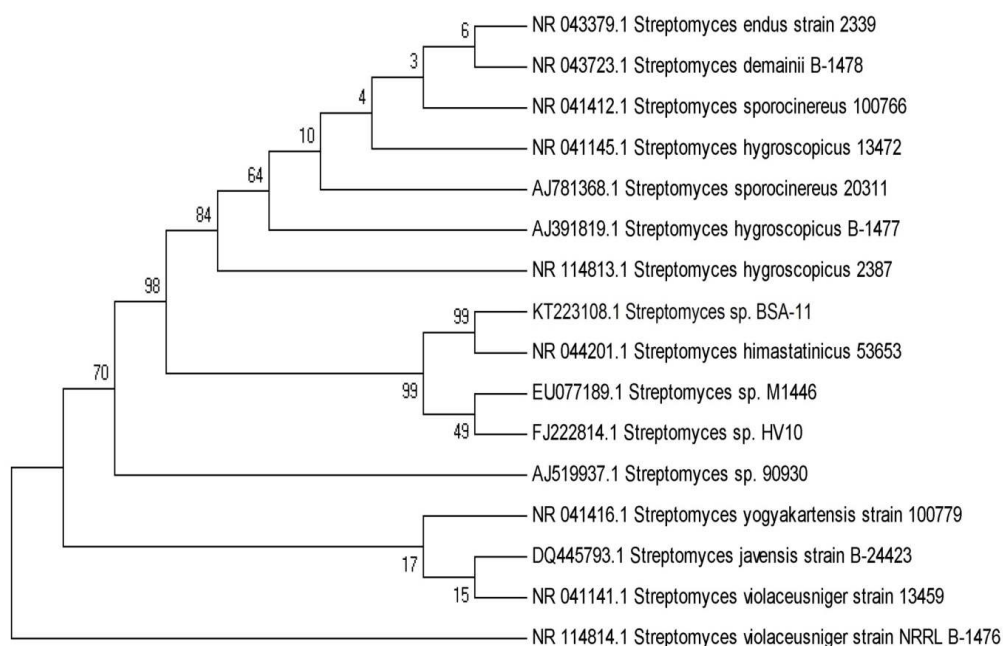 NR 043379.1 Streptomyces endus strain 2339
6
NR 043723.1 Streptomyces demainii B-1478
3
NR 041412.1 Streptomyces sporocinereus 100766
4
NR 041145.1 Streptomyces hygroscopicus 13472
10
AJ781368.1 Streptomyces sporocinereus 20311
64
AJ391819.1 Streptomyces hygroscopicus B-1477
84
NR 114813.1 Streptomyces hygroscopicus 2387
98
KT223108.1 Streptomyces sp. BSA-11
99
NR 044201.1 Streptomyces himastatinicus 53653
70
99
EU077189.1 Streptomyces sp. M1446
FJ222814.1 Streptomyces sp. HV10
49
AJ519937.1 Streptomyces sp. 90930
NR 041416.1 Streptomyces yogyakartensis strain 100779
17
DQ445793.1 Streptomyces javensis strain B-24423
15
NR 041141.1 Streptomyces violaceusniger strain 13459
NR 114814.1 Streptomyces violaceusniger strain NRRL B-1476